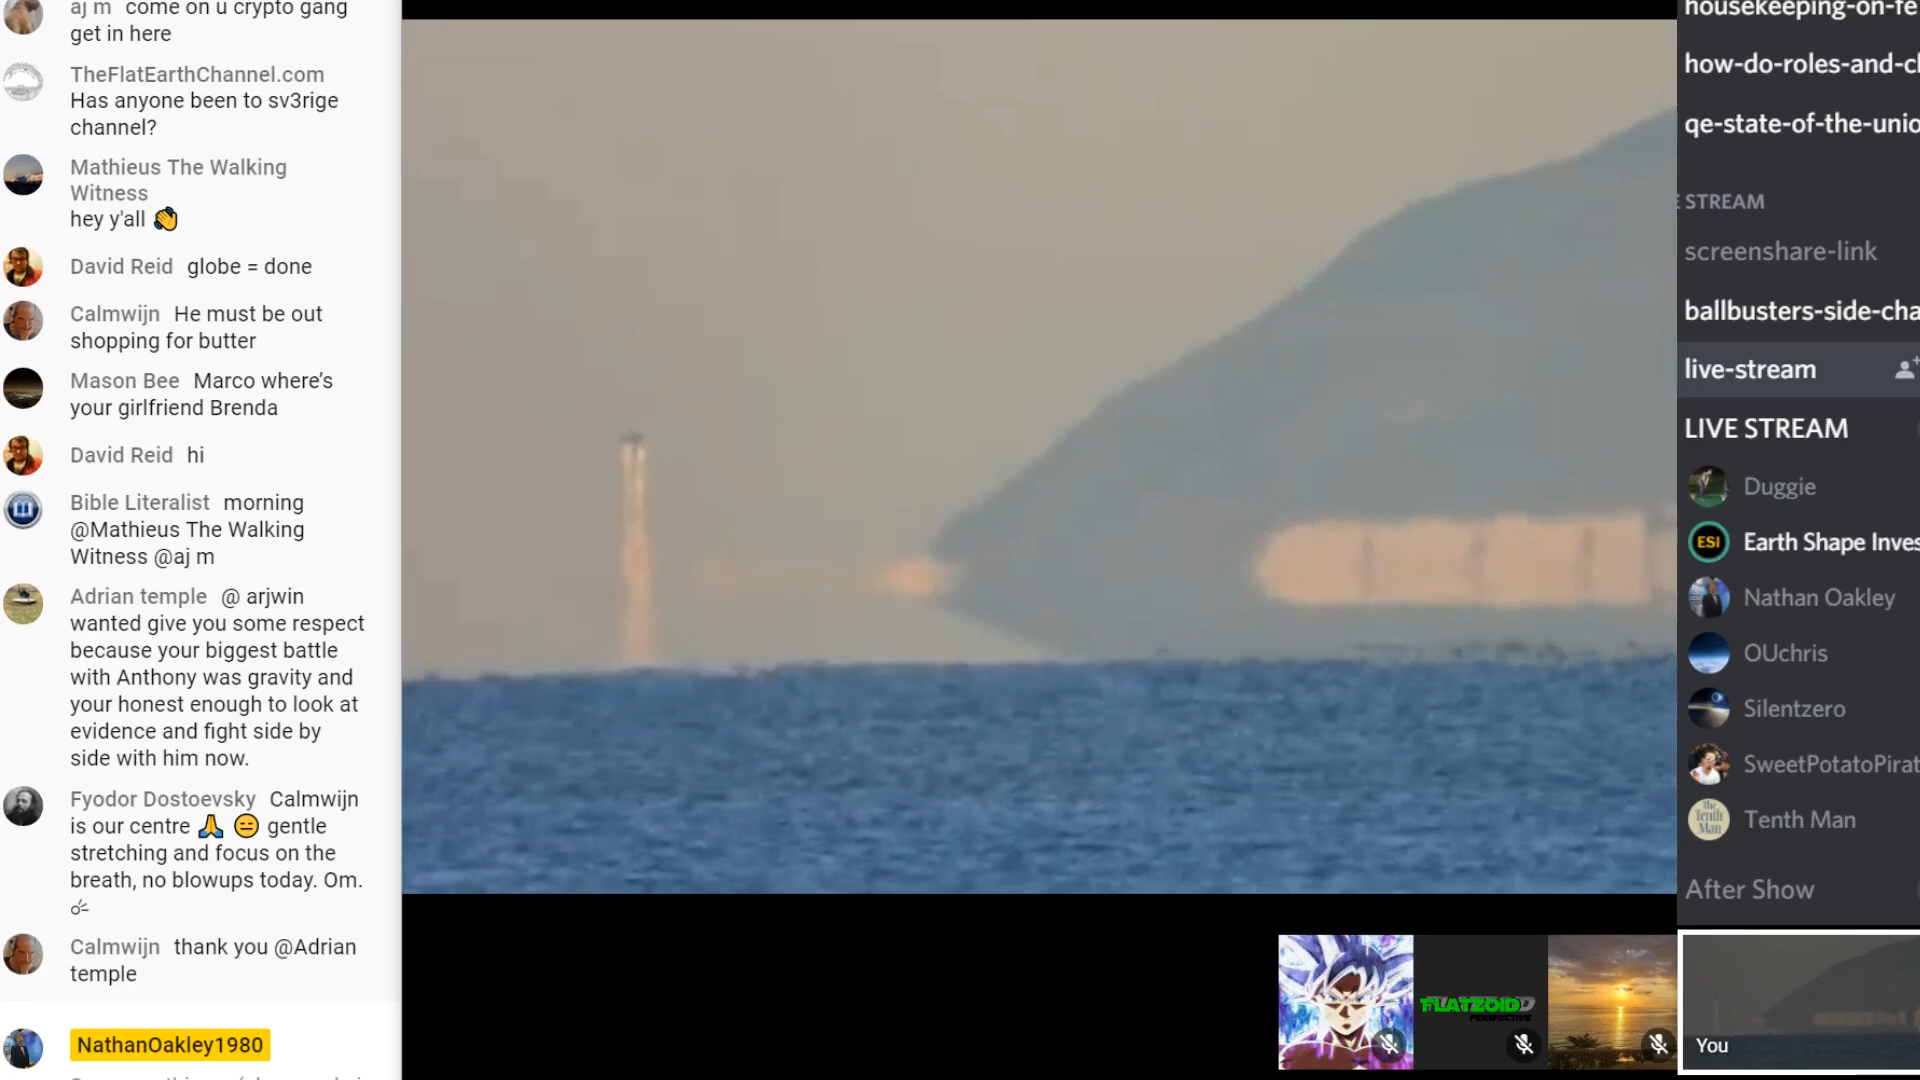 aj m come on u crypto gang
get in here
TheFlatEarthChannel.com
Has anyone been to sv3rige
channel?
Mathieus The Walking
Witness
hey y'all
David Reid globe = done
Calmwijn He must be out
shopping for butter
Mason Bee Marco where’s
your girlfriend Brenda
David Reid hi
Bible Literalist morning
@Mathieus The Walking
Witness @aj m
Adrian temple @ arjwin
wanted give you some respect
because your biggest battle
with Anthony was gravity and
your honest enough to look at
evidence and fight side by
side with him now.
Fyodor Dostoevsky Calmwijn
is our centre 🙏 😑 gentle
stretching and focus on the
breath, no blowups today. Om.
Calmwijn thank you @Adrian
temple
NathanOakley1980
housekeeping-on-fe
how-do-roles-and-cl
qe-state-of-the-unio
STREAM
screenshare-link
ballbusters-side-cha
live-stream
LIVE STREAM
Duggie
ESI Earth Shape Inves
Nathan Oakley
OUchris
Silentzero
SweetPotatoPirat
The Tenth Man Tenth Man
After Show
FLATZOID
PERSPECTIVE
You